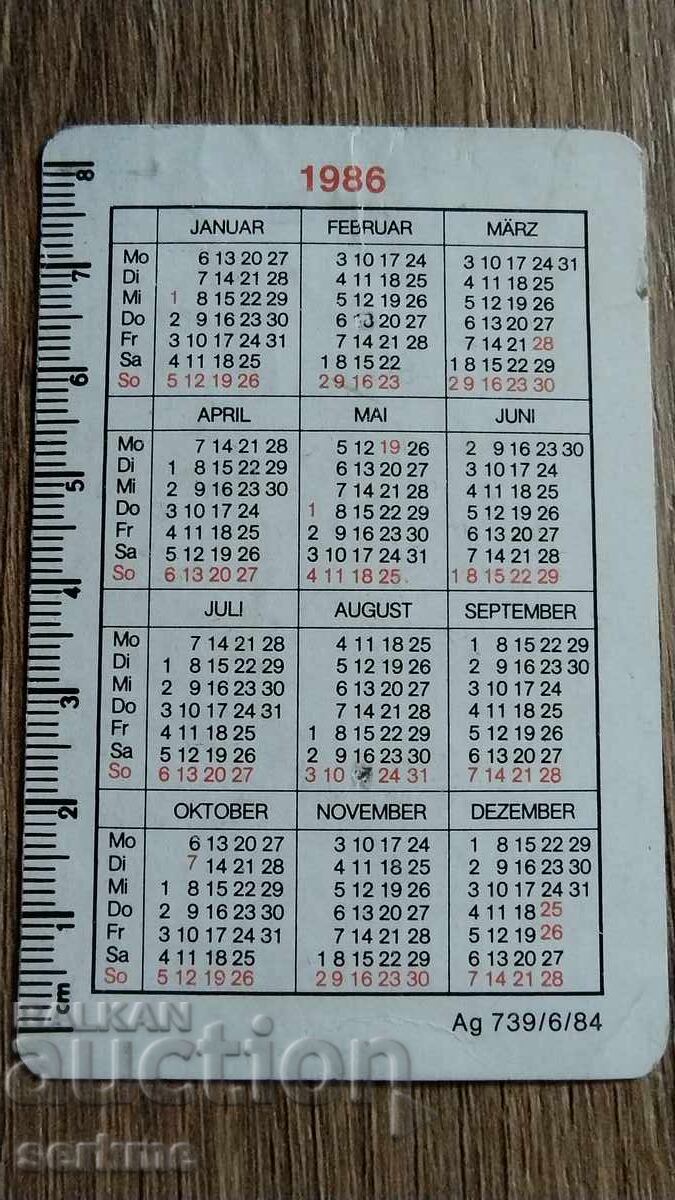 1986
JANUAR FEBRUAR MÄRZ
Mo 6 13 20 27 3 10 17 24 3 10 17 24 31
Di 7 14 21 28 4 11 18 25 4 11 18 25
Mi 1 8 15 22 29 5 12 19 26 5 12 19 26
Do 2 9 16 23 30 6 13 20 27 6 13 20 27
Fr 3 10 17 24 31 7 14 21 28 7 14 21 28
Sa 4 11 18 25 1 8 15 22 1 8 15 22 29
So 5 12 19 26 2 9 16 23 2 9 16 23 30
APRIL MAI JUNI
Mo 7 14 21 28 5 12 19 26 2 9 16 23 30
Di 1 8 15 22 29 6 13 20 27 3 10 17 24
Mi 2 9 16 23 30 7 14 21 28 4 11 18 25
Do 3 10 17 24 1 8 15 22 29 5 12 19 26
Fr 4 11 18 25 2 9 16 23 30 6 13 20 27
Sa 5 12 19 26 3 10 17 24 31 7 14 21 28
So 6 13 20 27 4 11 18 25 1 8 15 22 29
JULI AUGUST SEPTEMBER
Mo 7 14 21 28 4 11 18 25 1 8 15 22 29
Di 1 8 15 22 29 5 12 19 26 2 9 16 23 30
Mi 2 9 16 23 30 6 13 20 27 3 10 17 24
Do 3 10 17 24 31 7 14 21 28 4 11 18 25
Fr 4 11 18 25 1 8 15 22 29 5 12 19 26
Sa 5 12 19 26 2 9 16 23 30 6 13 20 27
So 6 13 20 27 3 10 24 31 7 14 21 28
OKTOBER NOVEMBER DEZEMBER
Mo 6 13 20 27 3 10 17 24 1 8 15 22 29
Di 7 14 21 28 4 11 18 25 2 9 16 23 30
Mi 1 8 15 22 29 5 12 19 26 3 10 17 24 31
Do 2 9 16 23 30 6 13 20 27 4 11 18 25
Fr 3 10 17 24 31 7 14 21 28 5 12 19 26
Sa 4 11 18 25 1 8 15 22 29 6 13 20 27
So 5 12 19 26 2 9 16 23 30 7 14 21 28
Ag 739/6/84
8
7
6
5
4
3
2
1
cm
BALKAN
auction
serkme